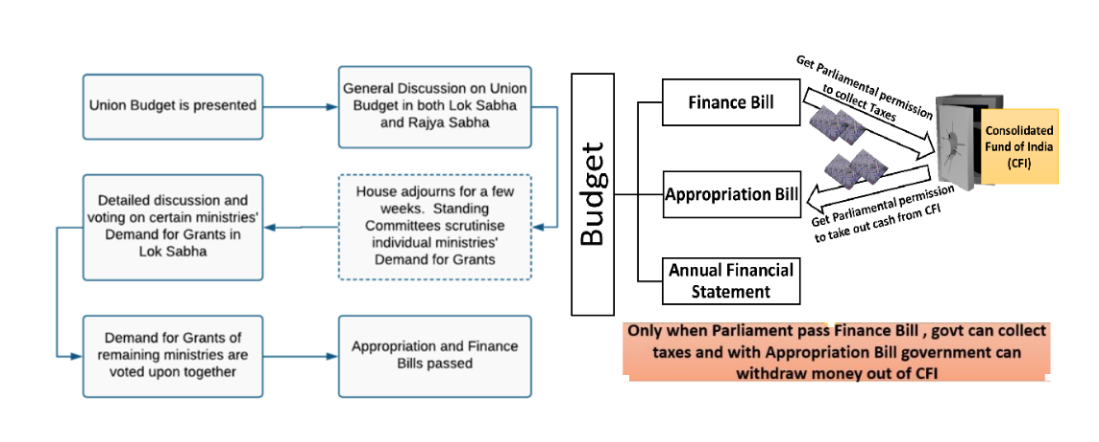 Union Budget is presented
General Discussion on Union
Budget in both Lok Sabha
and Rajya Sabha
House adjourns for a few
weeks. Standing
Committees scrutinise
individual ministries'
Demand for Grants
Detailed discussion and
voting on certain ministries'
Demand for Grants in
Lok Sabha
Demand for Grants of
remaining ministries are
voted upon together
Appropriation and Finance
Bills passed
Budget
Finance Bill
Get Parliamental permission
to collect Taxes
Consolidated
Fund of India
(CFI)
Appropriation Bill
Get Parliamental permission
to take out cash from CFI
Annual Financial
Statement
Only when Parliament pass Finance Bill , govt can collect
taxes and with Appropriation Bill government can
withdraw money out of CFI